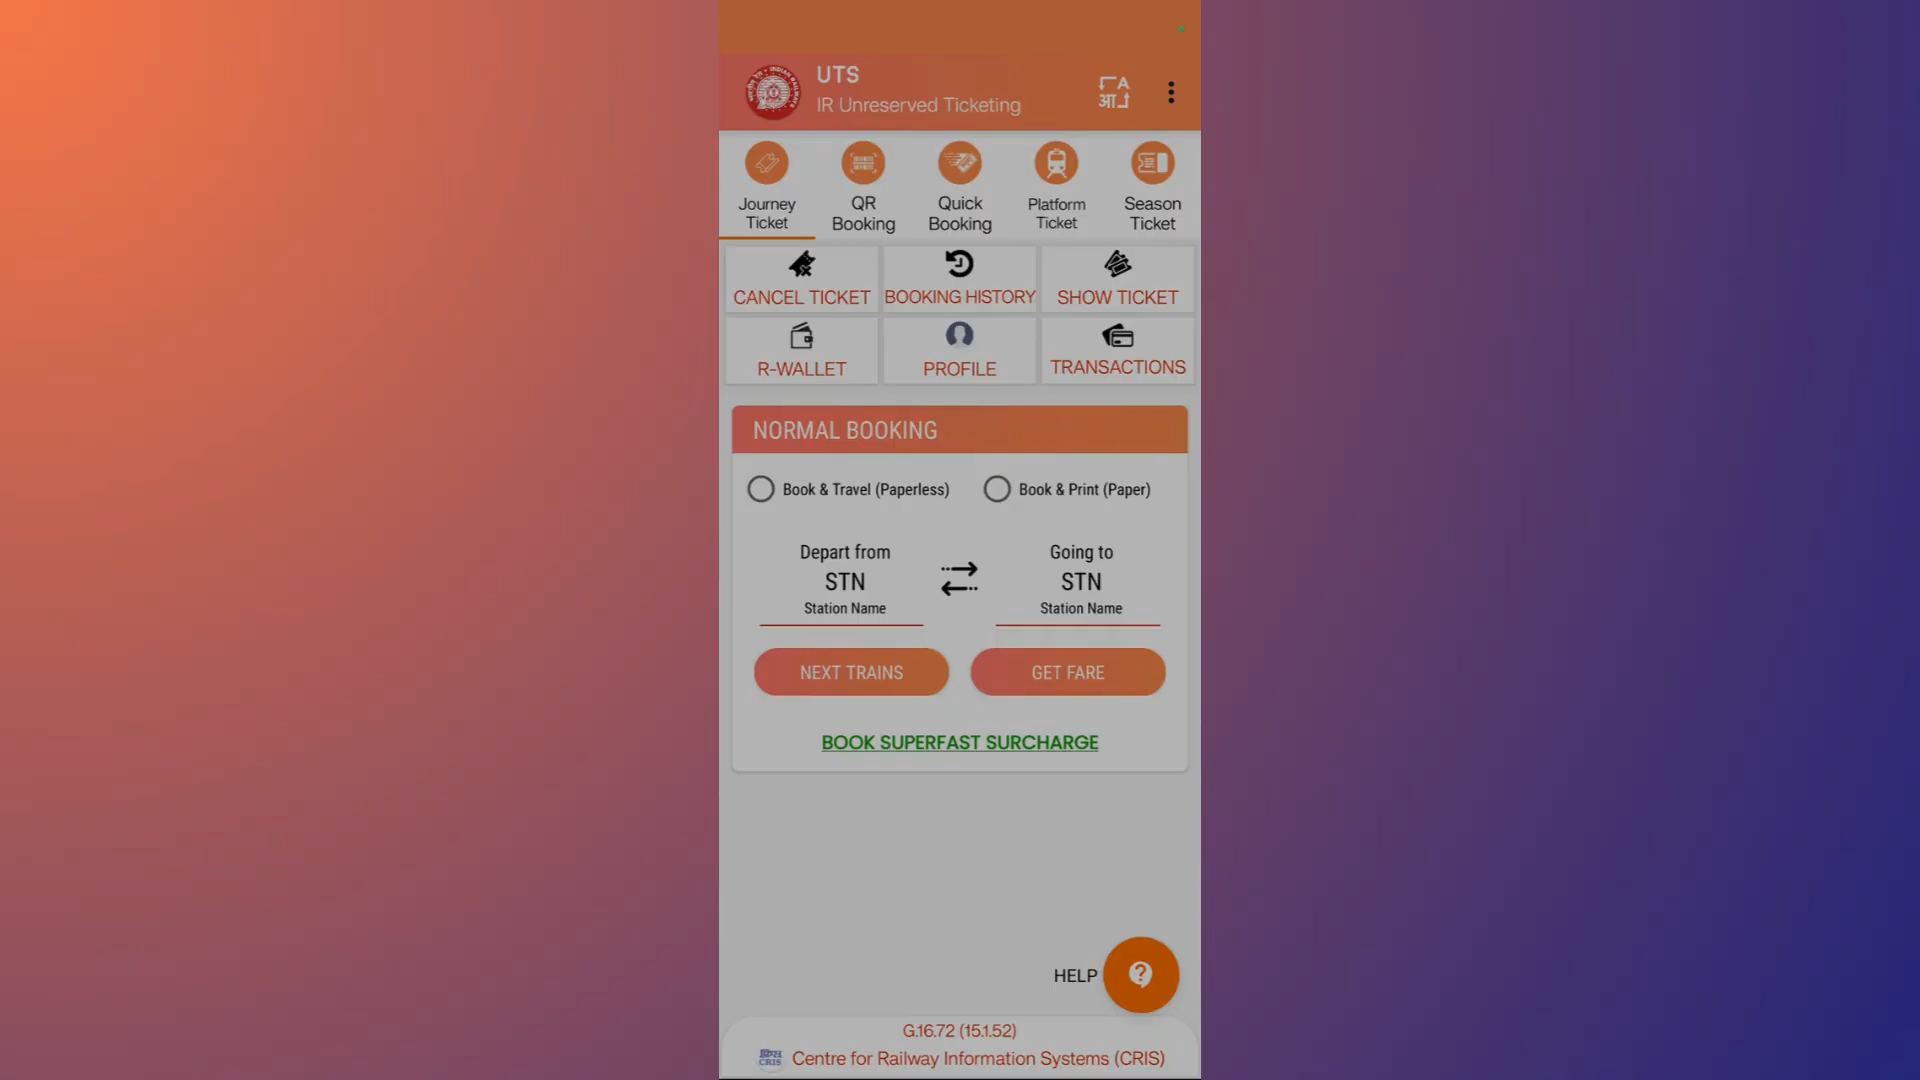 UTS
IR Unreserved Ticketing
A
आ
Journey
Ticket
QR
Booking
Quick
Booking
Platform
Ticket
Season
Ticket
CANCEL TICKET
BOOKING HISTORY
SHOW TICKET
R-WALLET
PROFILE
TRANSACTIONS
NORMAL BOOKING
Book & Travel (Paperless)
Book & Print (Paper)
Depart from
STN
Station Name
Going to
STN
Station Name
NEXT TRAINS
GET FARE
BOOK SUPERFAST SURCHARGE
HELP
G.16.72 (15.1.52)
CRIS
Centre for Railway Information Systems (CRIS)